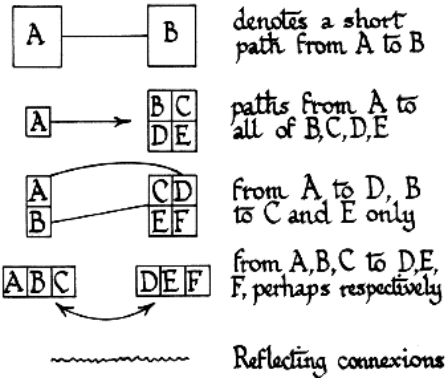 A B
denotes a short
path from A to B
A B C
D E
paths from A to
all of B,C,D,E
A C D
B E F
from A to D, B
to C and E only
A B C D E F
from A,B,C to D,E,
F, perhaps respectively
Reflecting connexions